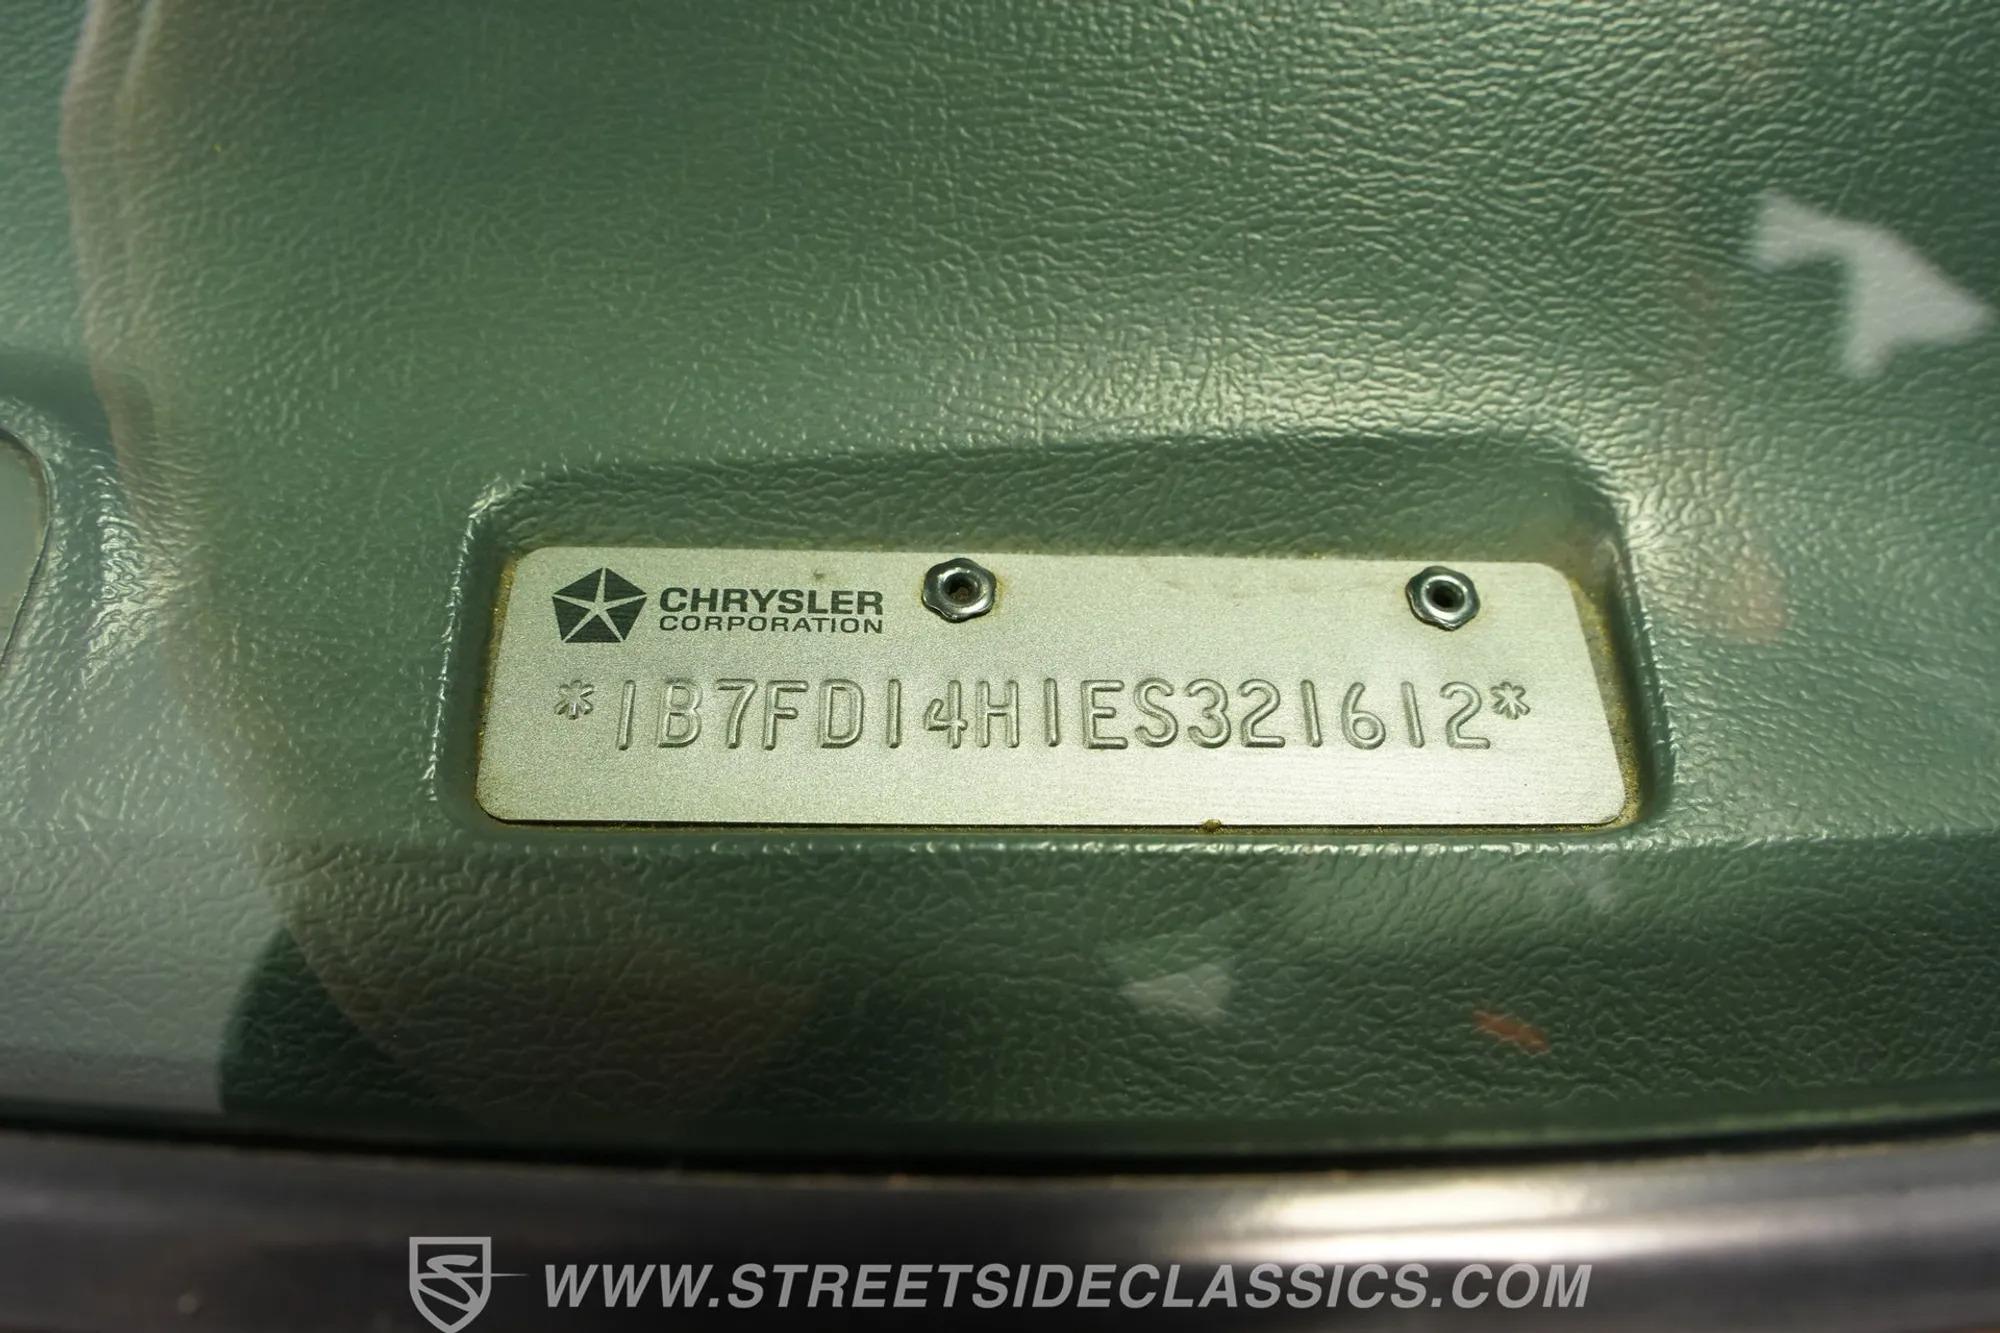 CHRYSLER
CORPORATION
*1B7FD14H1ES321612*
WWW.STREETSIDECLASSICS.COM